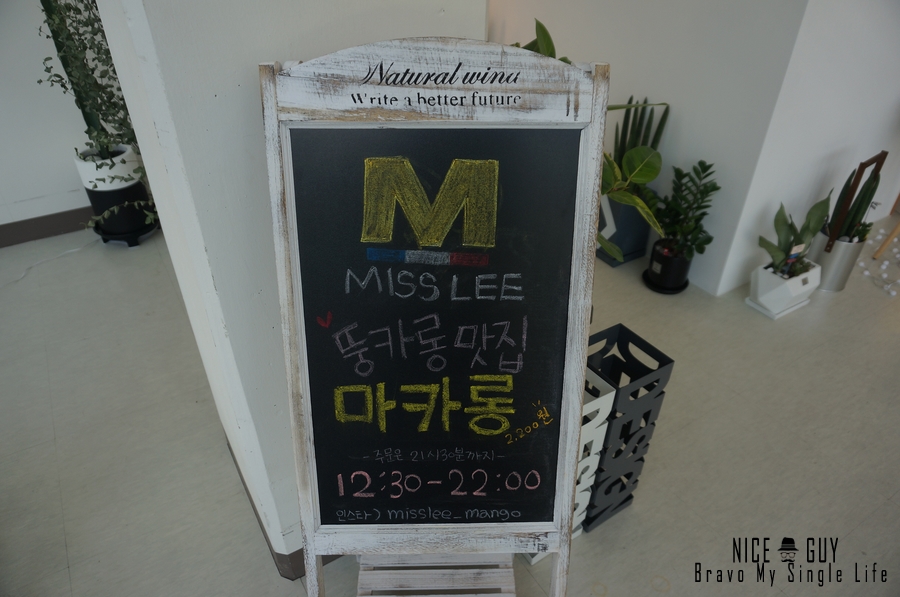 Natural wind
Write a better future
M
MISS LEE
뚱카롱 맛집
마카롱
2,200원
-주문은 21시30분까지-
12:30-22:00
인스타) misslee_mango
DESIGN
NICE GUY
Bravo My Single Life